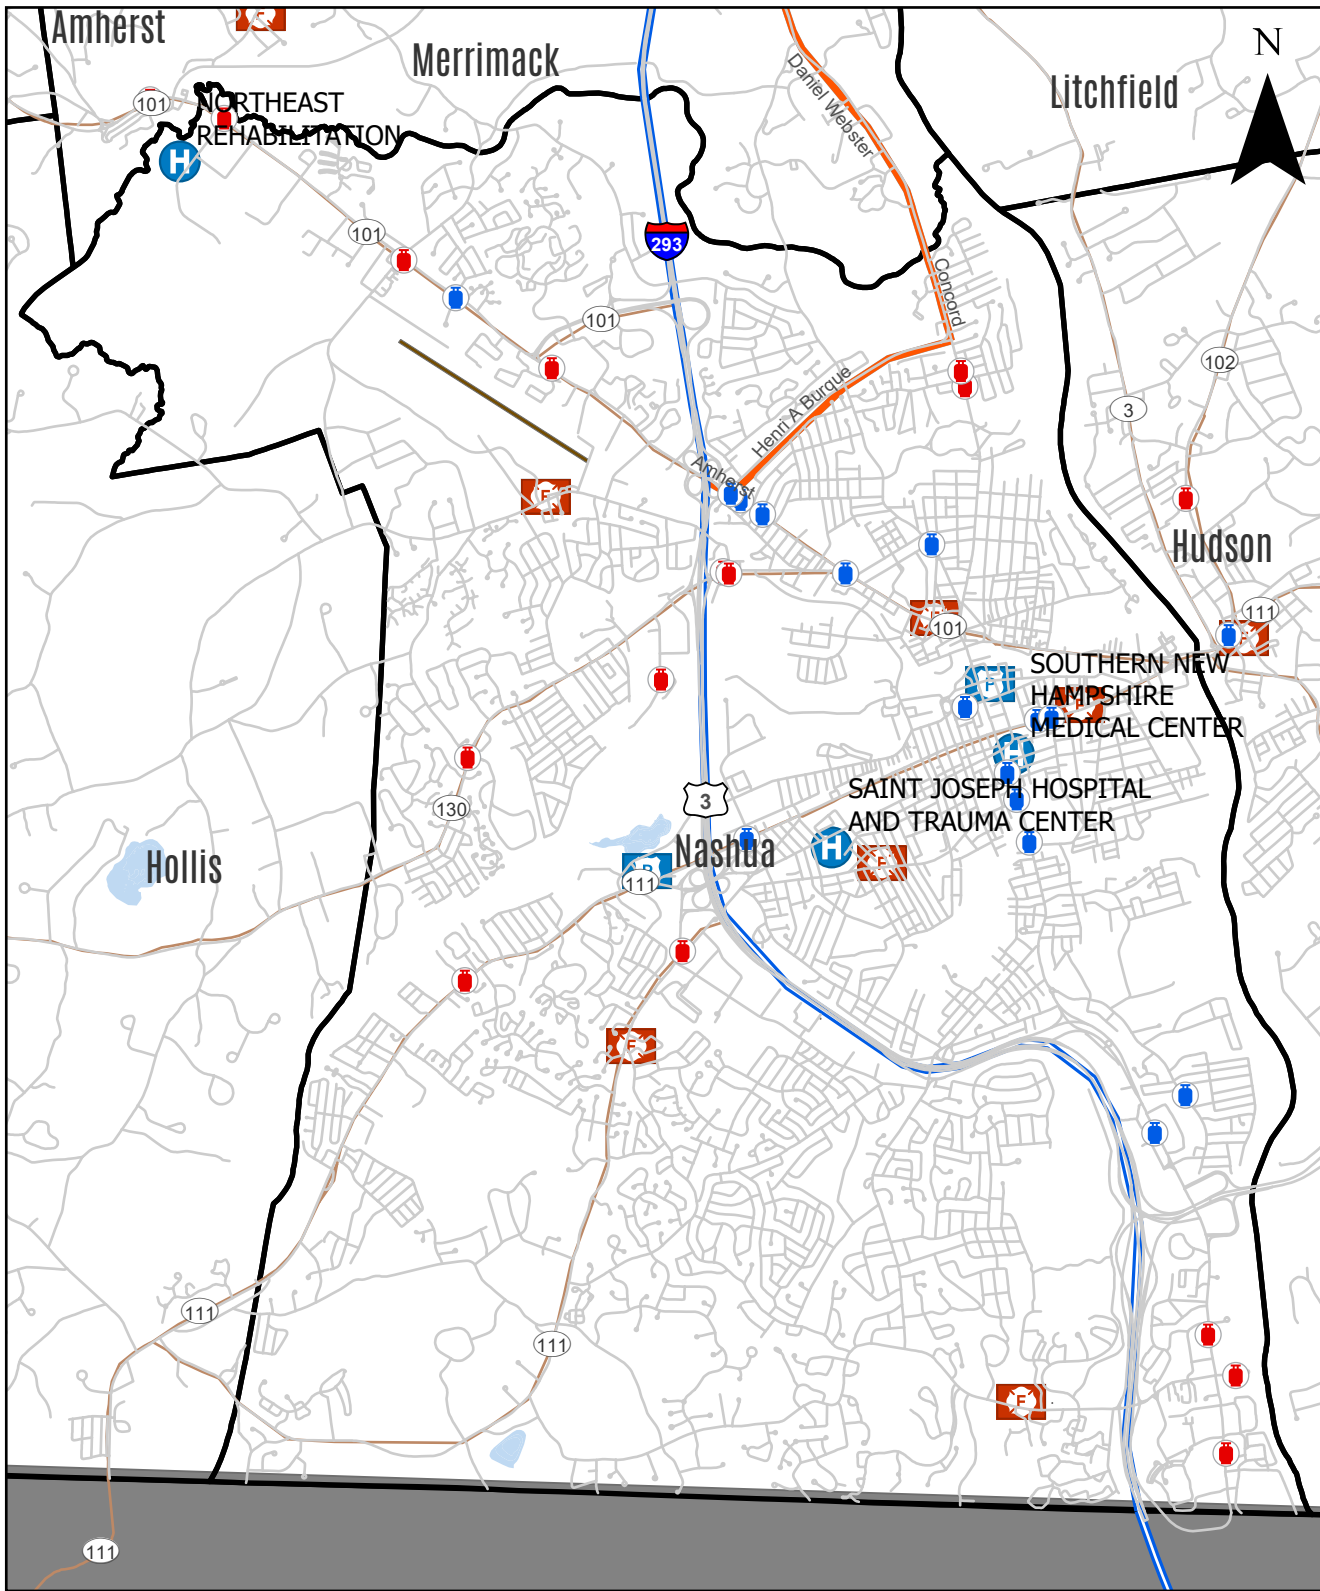 Amherst
Merrimack
Litchfield
N
F
Daniel Webster
101
NORTHEAST
REHABILITATION
H
101
293
Concord
101
102
3
Henri A Burque
Amherst
F
Hudson
111
F
101
P
SOUTHERN NEW
HAMPSHIRE
MEDICAL CENTER
F
H
SAINT JOSEPH HOSPITAL
AND TRAUMA CENTER
3
130
Nashua
H
F
Hollis
P
111
F
111
111
F
111